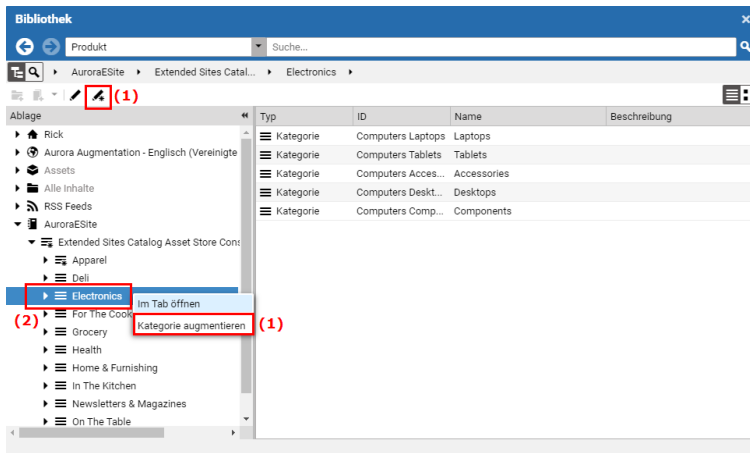 Bibliothek
Produkt
Suche...
AuroraESite
Extended Sites Catal...
Electronics
(1)
Ablage
Typ
ID
Name
Beschreibung
Rick
Aurora Augmentation - Englisch (Vereinigte
Assets
Alle Inhalte
RSS Feeds
AuroraESite
Extended Sites Catalog Asset Store Cons
Apparel
Deli
Electronics
For The Cook
Grocery
Health
Home & Furnishing
In The Kitchen
Newsletters & Magazines
On The Table
(2)
Im Tab öffnen
Kategorie augmentieren
(1)
Kategorie Computers Laptops Laptops
Kategorie Computers Tablets Tablets
Kategorie Computers Acces... Accessories
Kategorie Computers Deskt... Desktops
Kategorie Computers Comp... Components